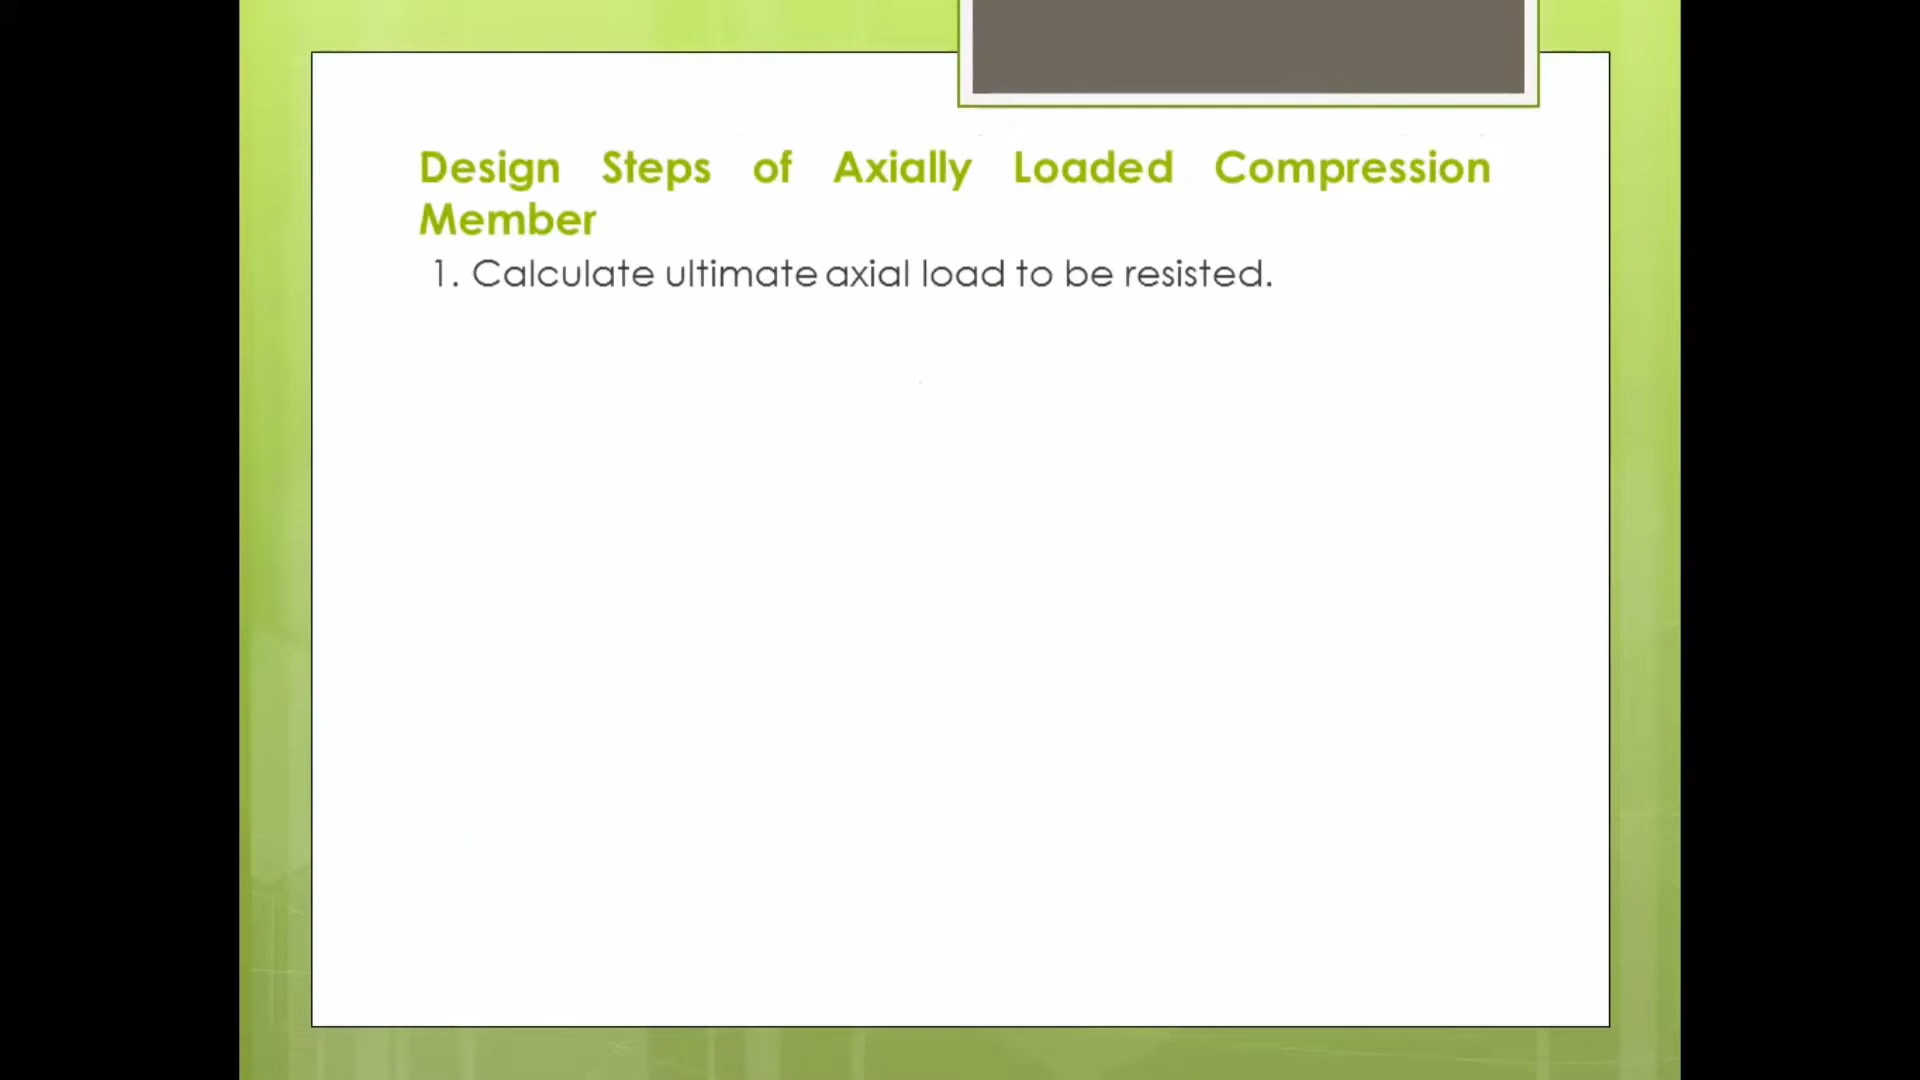 Design Steps of Axially Loaded Compression
Member
1. Calculate ultimate axial load to be resisted.